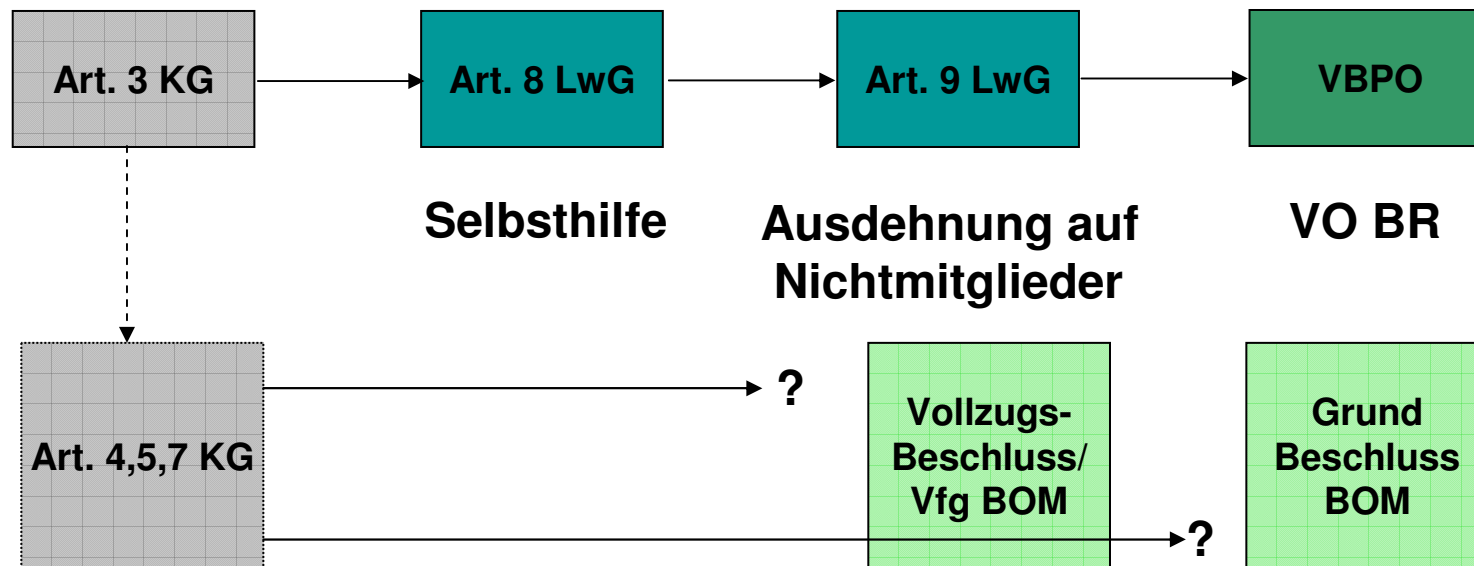 Art. 3 KG
Art. 8 LwG
Art. 9 LwG
VBPO
Selbsthilfe
Ausdehnung auf
Nichtmitglieder
VO BR
Art. 4,5,7 KG
?
?
Vollzugs-
Beschluss/
Vfg BOM
Grund
Beschluss
BOM